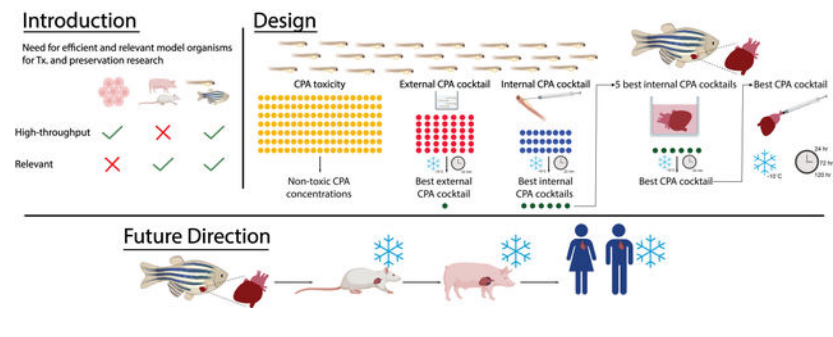 Introduction
Need for efficient and relevant model organisms
for Tx. and preservation research
High-throughput
Relevant
Design
CPA toxicity
External CPA cocktail
Internal CPA cocktail
5 best internal CPA cocktails
Best CPA cocktail
Non-toxic CPA
concentrations
Best external
CPA cocktail
Best internal
CPA cocktails
Best CPA cocktail
-10°C
24 hr
72 hr
120 hr
Future Direction